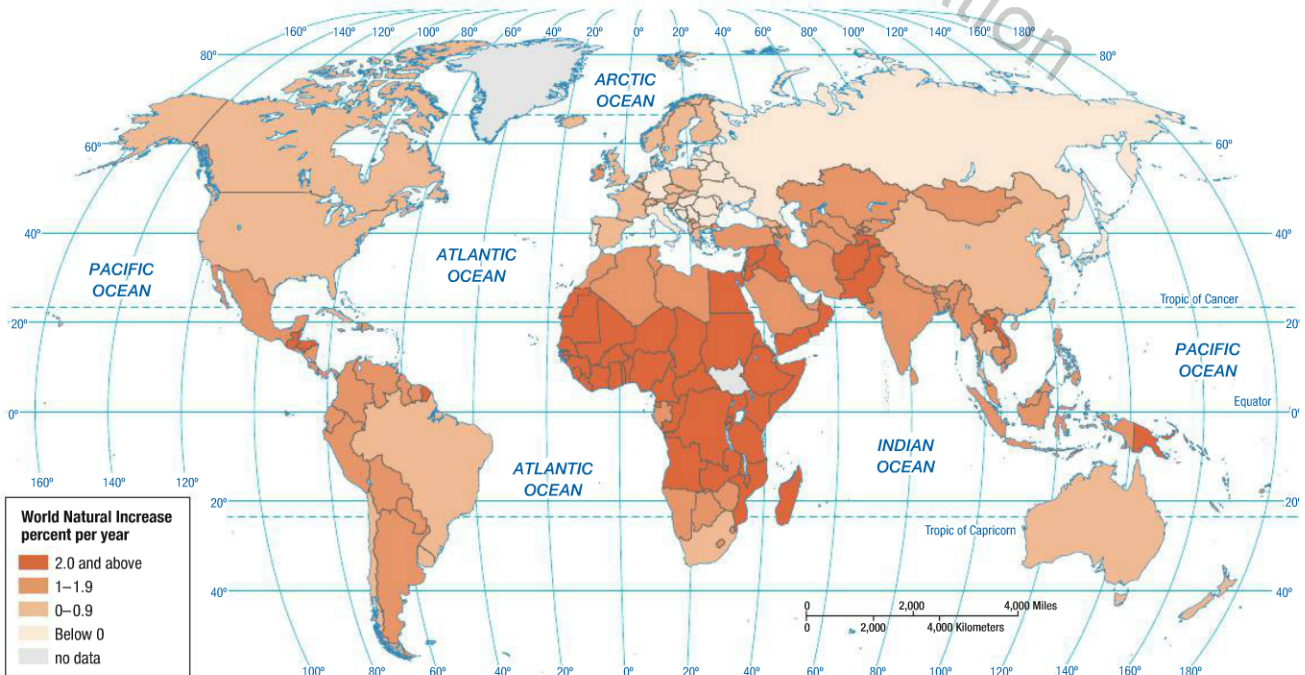 tion
160° 140° 120° 100° 80° 60° 40° 20° 0° 20° 40° 60° 80° 100° 120° 140° 160° 180°
80° 80°
ARCTIC
OCEAN
60° 60°
40° 40°
PACIFIC
OCEAN
ATLANTIC
OCEAN
Tropic of Cancer
20° 20°
PACIFIC
OCEAN
Equator
0° 0°
INDIAN
OCEAN
ATLANTIC
OCEAN
160° 140° 120°
20° 20°
Tropic of Capricorn
40° 40°
World Natural Increase
percent per year
2.0 and above
1–1.9
0–0.9
Below 0
no data
0 2,000 4,000 Miles
0 2,000 4,000 Kilometers
100° 80° 60° 40° 20° 0° 20° 40° 60° 80° 100° 120° 140° 160° 180°